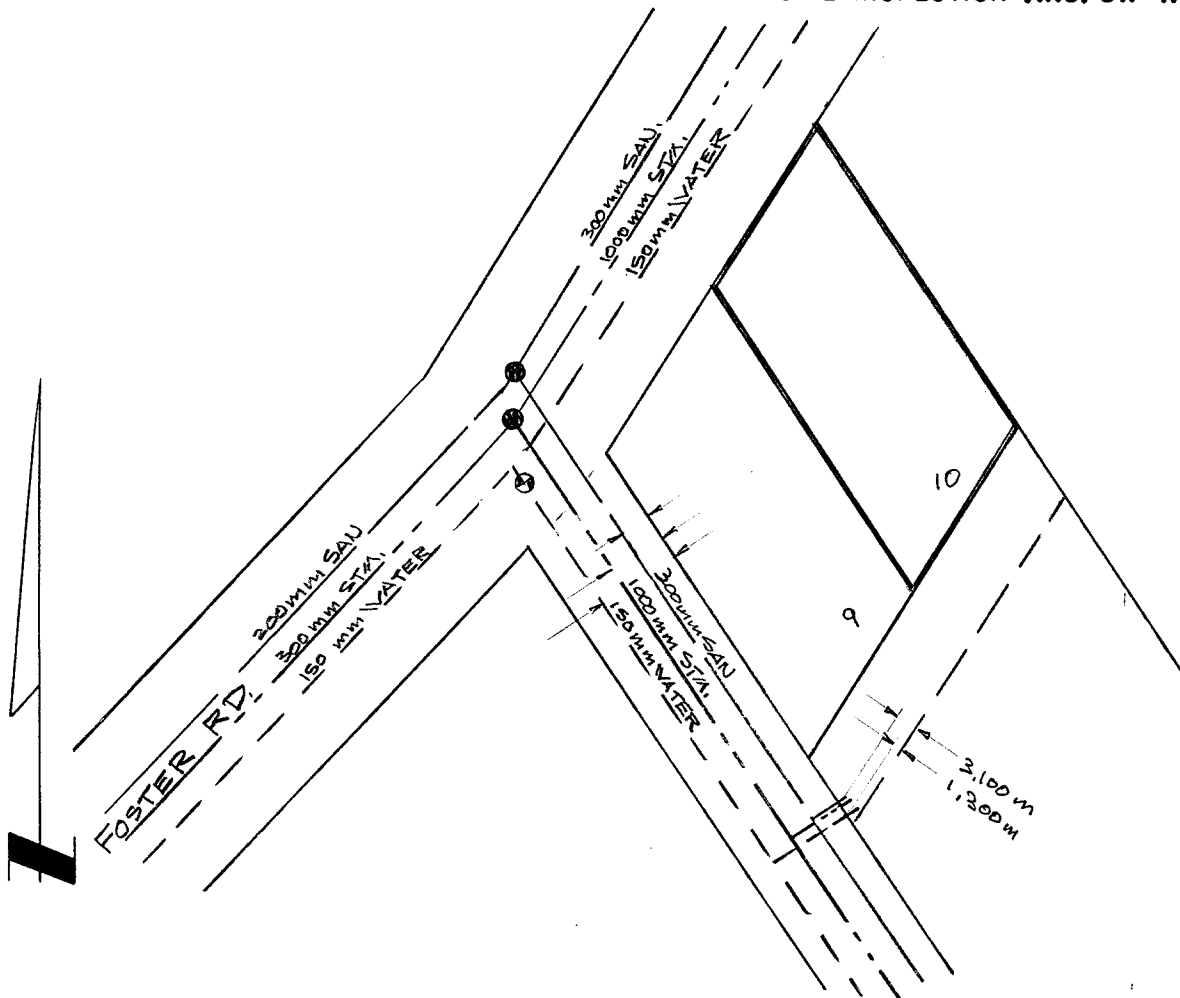 300mm SAN.
1000mm STM.
150mm WATER
200mm SAN
300mm STM.
150 mm WATER
FOSTER RD.
300mm SAN
1000mm STM.
150mm WATER
10
9
3.100 m
1.300 m